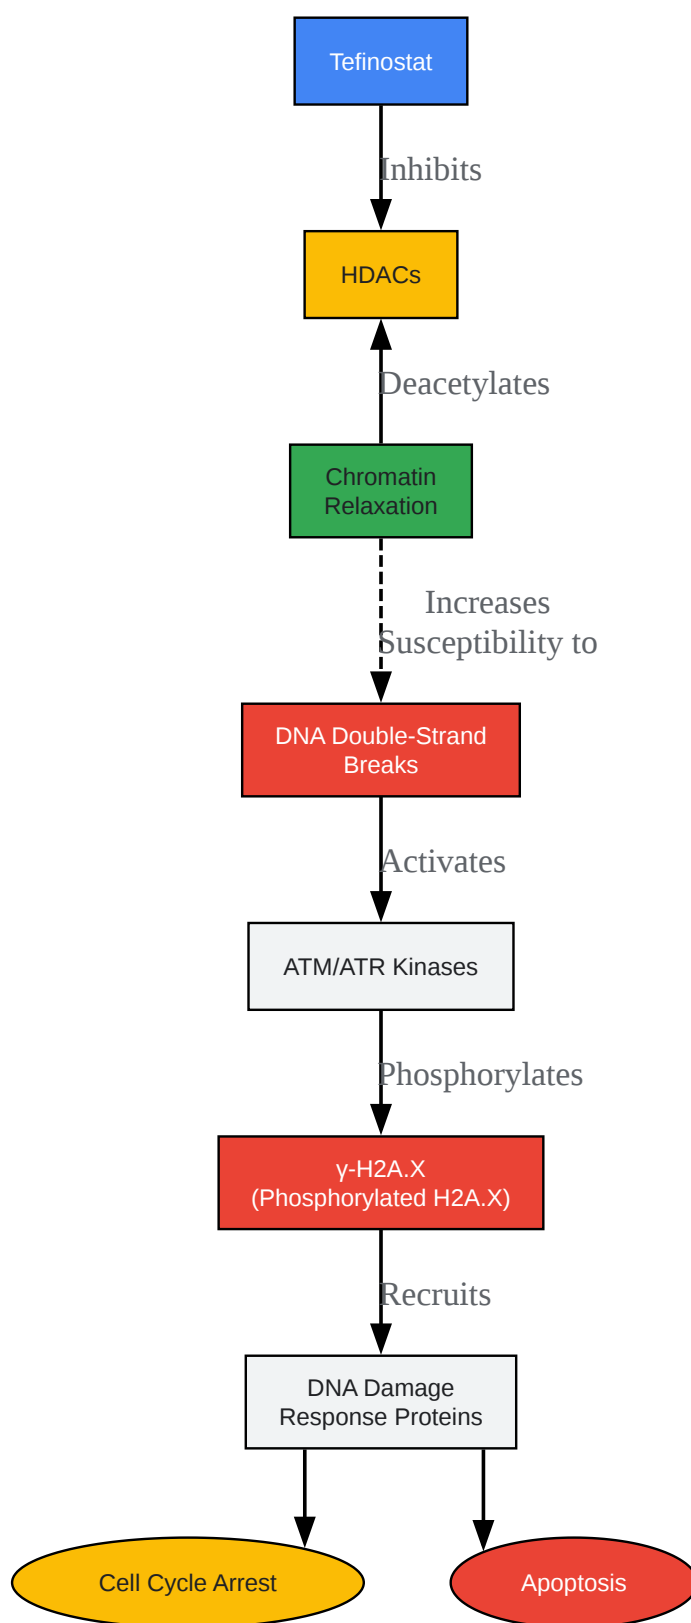 Tefinostat
Inhibits
HDACs
Deacetylates
Chromatin
Relaxation
Increases
Susceptibility to
DNA Double-Strand
Breaks
Activates
ATM/ATR Kinases
Phosphorylates
γ-H2A.X
(Phosphorylated H2A.X)
Recruits
DNA Damage
Response Proteins
Cell Cycle Arrest
Apoptosis